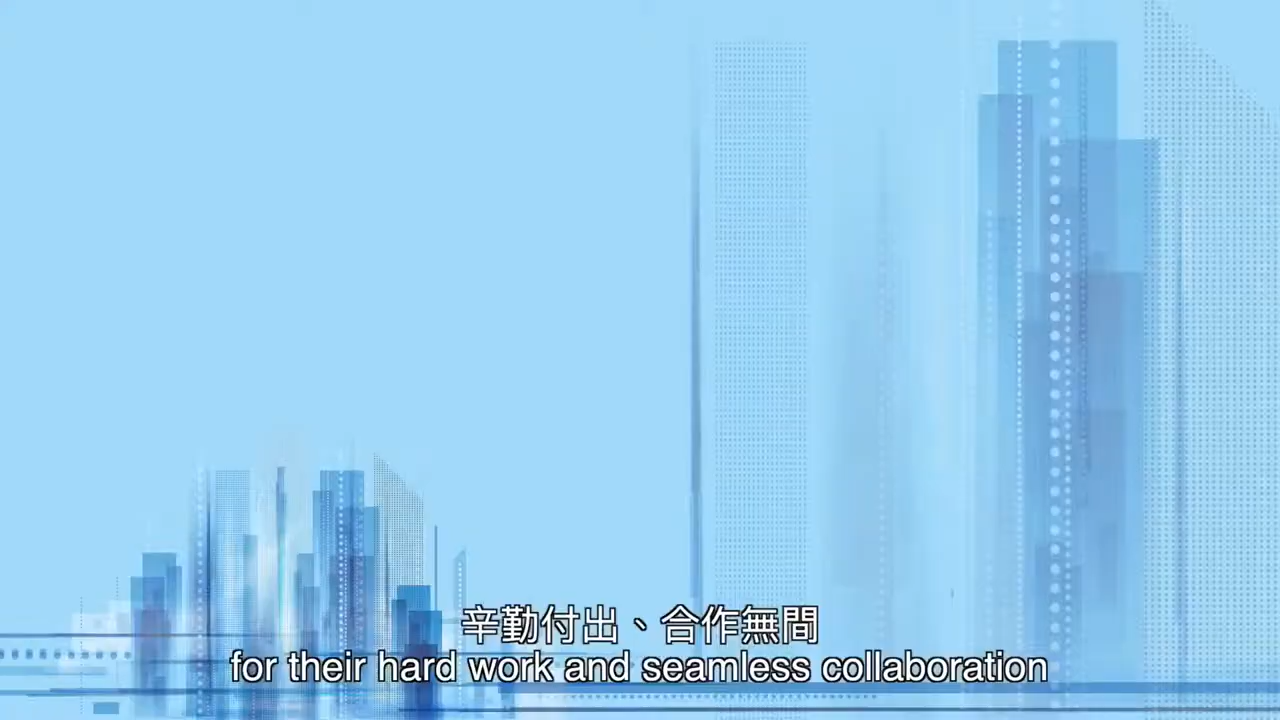 辛勤付出、合作無間
for their hard work and seamless collaboration